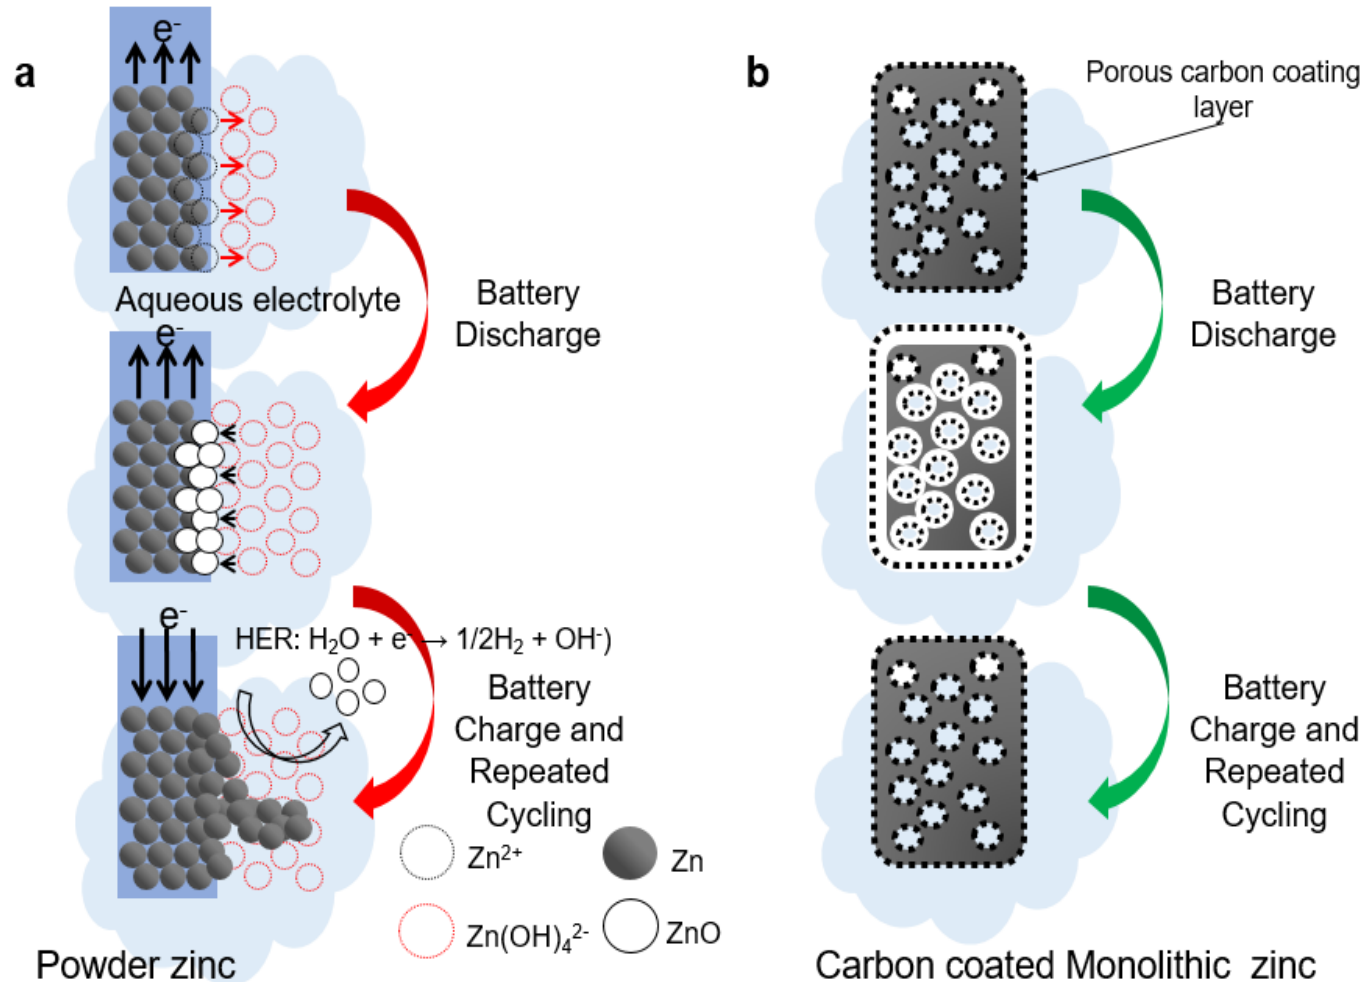 a
e-
Aqueous electrolyte
Battery
Discharge
e-
e-
HER: H2O + e- → 1/2H2 + OH-)
Battery
Charge and
Repeated
Cycling
Zn2+
Zn
Zn(OH)42-
ZnO
Powder zinc
b
Porous carbon coating
layer
Battery
Discharge
Battery
Charge and
Repeated
Cycling
Carbon coated Monolithic zinc